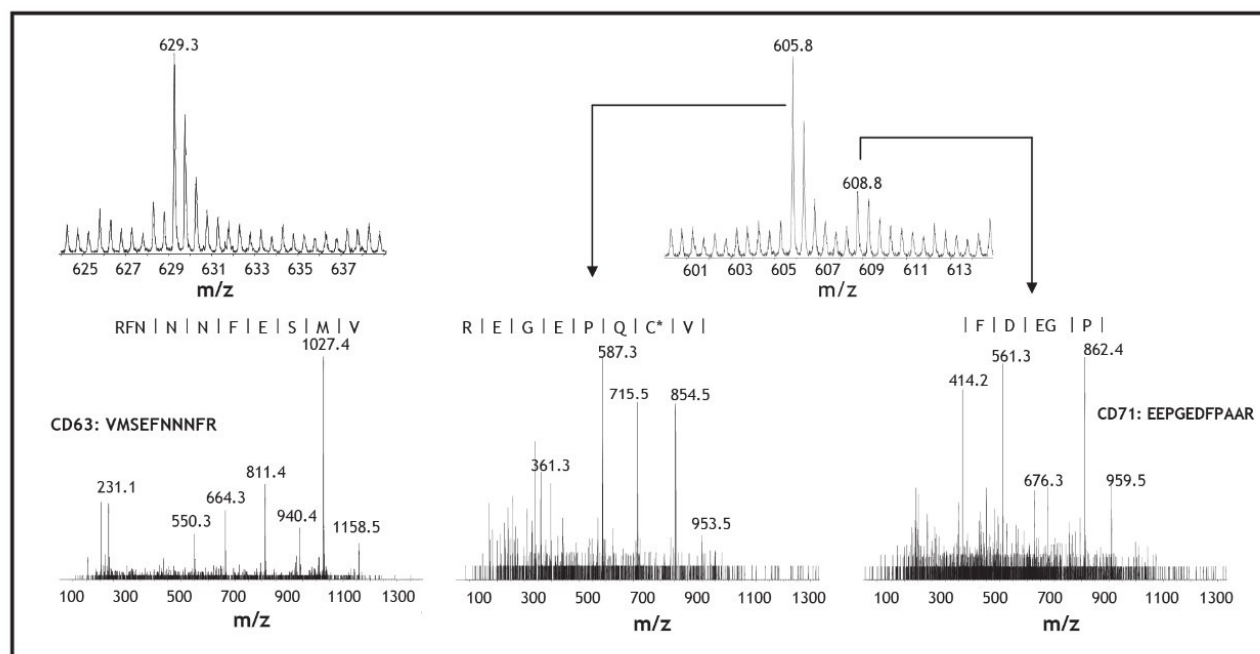 629.3
625 627 629 631 633 635 637
m/z
605.8
608.8
601 603 605 607 609 611 613
m/z
RFN | N | N | F | E | S | M | V
1027.4
CD63: VMSEFNNNFR
231.1
550.3
664.3
811.4
940.4
1158.5
100 300 500 700 900 1100 1300
m/z
R | E | G | E | P | Q | C* | V |
587.3
715.5
854.5
361.3
953.5
100 300 500 700 900 1100 1300
m/z
| F | D | EG | P |
862.4
561.3
414.2
CD71: EEPGEDFPAAR
676.3
959.5
100 300 500 700 900 1100 1300
m/z